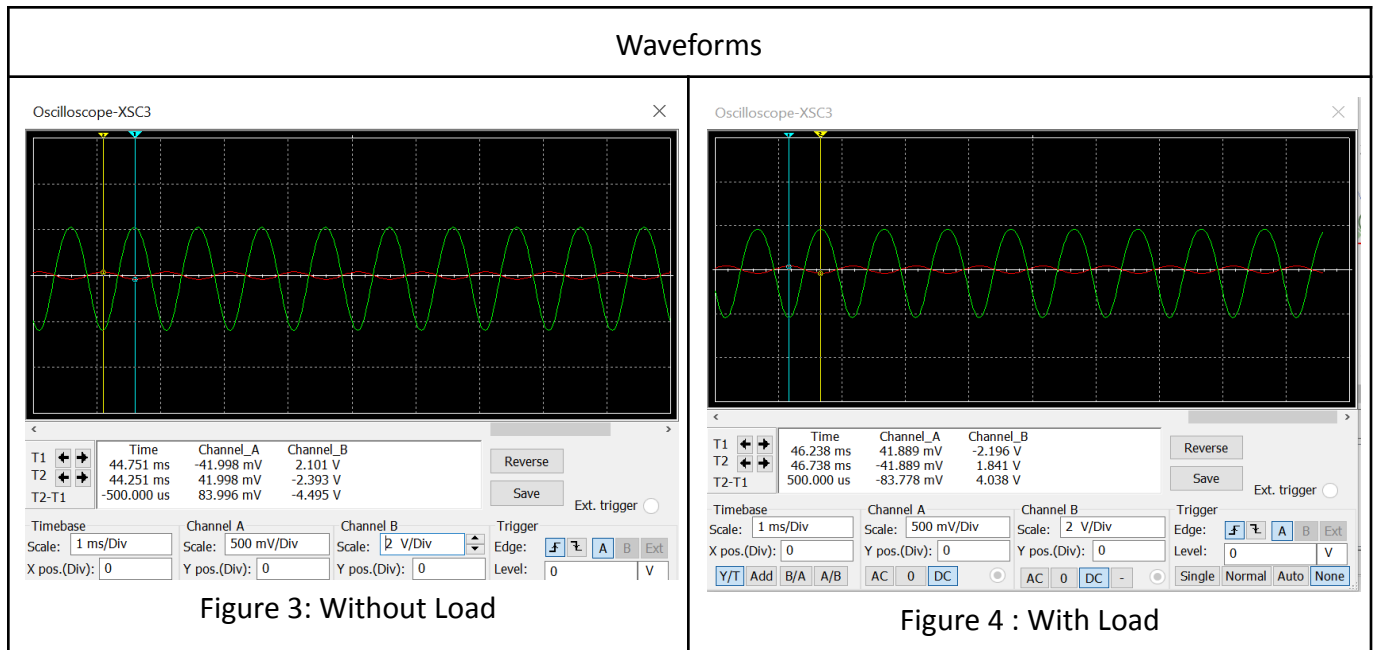 Waveforms
Oscilloscope-XSC3
T1
T2
T2-T1
Time Channel_A Channel_B
44.751 ms -41.998 mV 2.101 V
44.251 ms 41.998 mV -2.393 V
-500.000 us 83.996 mV -4.495 V
Reverse
Save
Ext. trigger
Timebase Channel A Channel B Trigger
Scale: 1 ms/Div Scale: 500 mV/Div Scale: 2 V/Div Edge: A B Ext
X pos.(Div): 0 Y pos.(Div): 0 Y pos.(Div): 0 Level: 0 V
Figure 3: Without Load
Oscilloscope-XSC3
T1
T2
T2-T1
Time Channel_A Channel_B
46.238 ms 41.889 mV -2.196 V
46.738 ms -41.889 mV 1.841 V
500.000 us -83.778 mV 4.038 V
Reverse
Save
Ext. trigger
Timebase Channel A Channel B Trigger
Scale: 1 ms/Div Scale: 500 mV/Div Scale: 2 V/Div Edge: A B Ext
X pos.(Div): 0 Y pos.(Div): 0 Y pos.(Div): 0 Level: 0 V
Y/T Add B/A A/B AC 0 DC AC 0 DC - Single Normal Auto None
Figure 4 : With Load